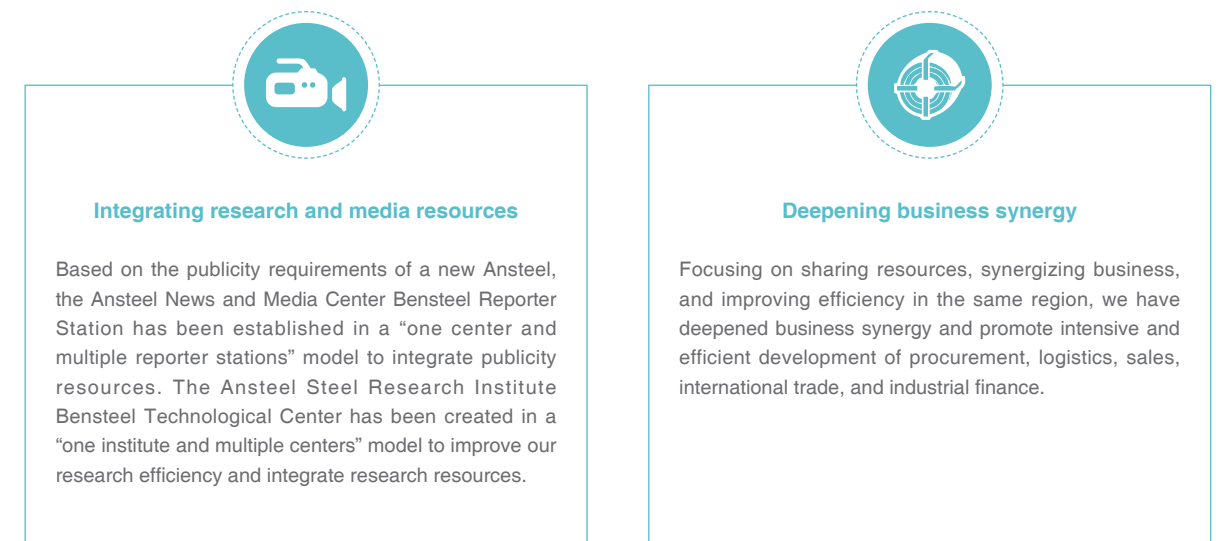 Integrating research and media resources
Based on the publicity requirements of a new Ansteel,
the Ansteel News and Media Center Bensteel Reporter
Station has been established in a “one center and
multiple reporter stations” model to integrate publicity
resources. The Ansteel Steel Research Institute
Bensteel Technological Center has been created in a
“one institute and multiple centers” model to improve our
research efficiency and integrate research resources.
Deepening business synergy
Focusing on sharing resources, synergizing business,
and improving efficiency in the same region, we have
deepened business synergy and promote intensive and
efficient development of procurement, logistics, sales,
international trade, and industrial finance.